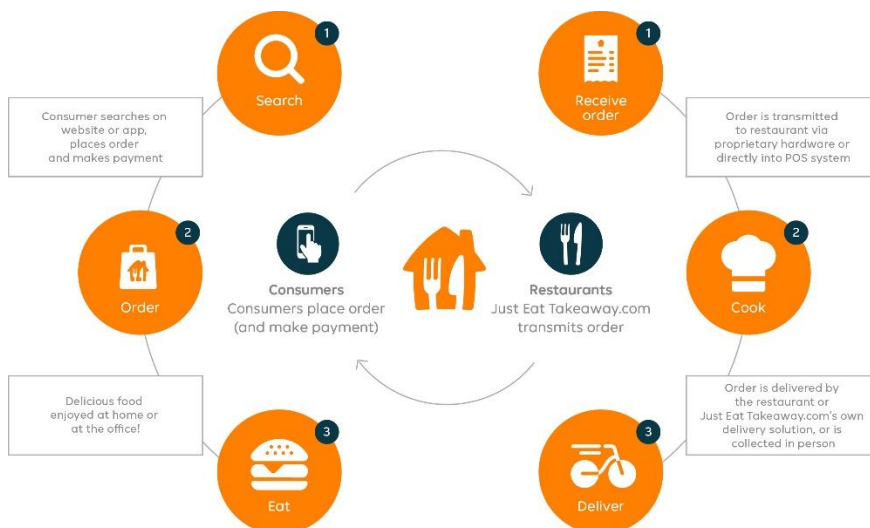 1
Search
1
Receive
order
Consumer searches on
website or app,
places order
and makes payment
Order is transmitted
to restaurant via
proprietary hardware or
directly into POS system
2
Order
Consumers
Consumers place order
(and make payment)
Restaurants
Just Eat Takeaway.com
transmits order
2
Cook
Delicious food
enjoyed at home or
at the office!
Order is delivered by
the restaurant or
Just Eat Takeaway.com's own
delivery solution, or is
collected in person
3
Eat
3
Deliver